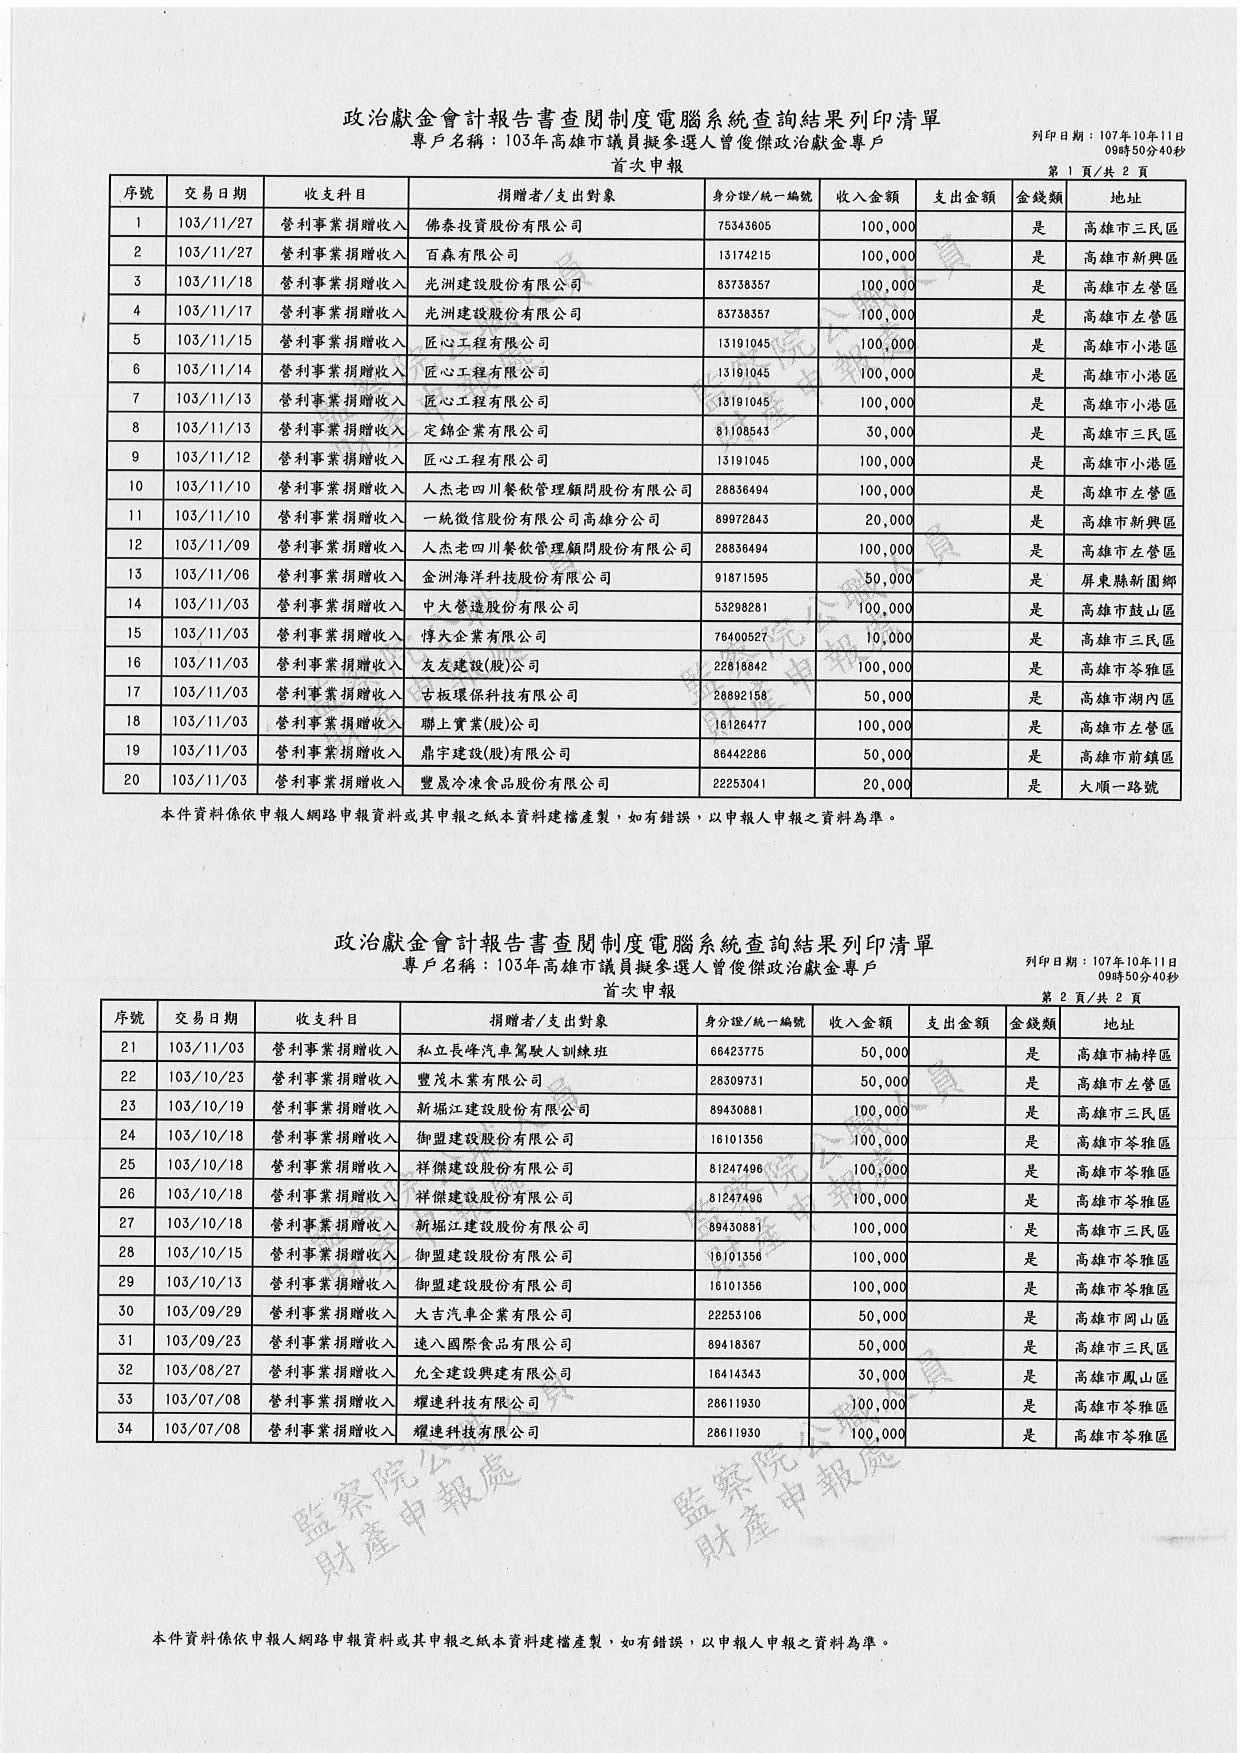 政治獻金會計報告書查閱制度電腦系統查詢結果列印清單
專戶名稱：103年高雄市議員擬參選人曾俊傑政治獻金專戶
列印日期：107年10月11日
09時50分40秒
首次申報
第 1 頁/共 2 頁
序號 交易日期 收支科目 捐贈者/支出對象 身分證/統一編號 收入金額 支出金額 金錢類 地址
1 103/11/27 營利事業捐贈收入 佛泰投資股份有限公司 75343605 100,000 是 高雄市三民區
2 103/11/27 營利事業捐贈收入 百森有限公司 13174215 100,000 是 高雄市新興區
3 103/11/18 營利事業捐贈收入 光洲建設股份有限公司 83738357 100,000 是 高雄市左營區
4 103/11/17 營利事業捐贈收入 光洲建設股份有限公司 83738357 100,000 是 高雄市左營區
5 103/11/15 營利事業捐贈收入 匠心工程有限公司 13191045 100,000 是 高雄市小港區
6 103/11/14 營利事業捐贈收入 匠心工程有限公司 13191045 100,000 是 高雄市小港區
7 103/11/13 營利事業捐贈收入 匠心工程有限公司 13191045 100,000 是 高雄市小港區
8 103/11/13 營利事業捐贈收入 定錦企業有限公司 81108543 30,000 是 高雄市三民區
9 103/11/12 營利事業捐贈收入 匠心工程有限公司 13191045 100,000 是 高雄市小港區
10 103/11/10 營利事業捐贈收入 人杰老四川餐飲管理顧問股份有限公司 28836494 100,000 是 高雄市左營區
11 103/11/10 營利事業捐贈收入 一統徵信股份有限公司高雄分公司 89972843 20,000 是 高雄市新興區
12 103/11/09 營利事業捐贈收入 人杰老四川餐飲管理顧問股份有限公司 28836494 100,000 是 高雄市左營區
13 103/11/06 營利事業捐贈收入 金洲海洋科技股份有限公司 91871595 50,000 是 屏東縣新園鄉
14 103/11/03 營利事業捐贈收入 中大營造股份有限公司 53298281 100,000 是 高雄市鼓山區
15 103/11/03 營利事業捐贈收入 惇大企業有限公司 76400527 10,000 是 高雄市三民區
16 103/11/03 營利事業捐贈收入 友友建設(股)公司 22818842 100,000 是 高雄市苓雅區
17 103/11/03 營利事業捐贈收入 古板環保科技有限公司 28892158 50,000 是 高雄市湖內區
18 103/11/03 營利事業捐贈收入 聯上實業(股)公司 16126477 100,000 是 高雄市左營區
19 103/11/03 營利事業捐贈收入 鼎宇建設(股)有限公司 86442286 50,000 是 高雄市前鎮區
20 103/11/03 營利事業捐贈收入 豐晟冷凍食品股份有限公司 22253041 20,000 是 大順一路號
本件資料係依申報人網路申報資料或其申報之紙本資料建檔產製，如有錯誤，以申報人申報之資料為準。
政治獻金會計報告書查閱制度電腦系統查詢結果列印清單
專戶名稱：103年高雄市議員擬參選人曾俊傑政治獻金專戶
列印日期：107年10月11日
09時50分40秒
首次申報
第 2 頁/共 2 頁
序號 交易日期 收支科目 捐贈者/支出對象 身分證/統一編號 收入金額 支出金額 金錢類 地址
21 103/11/03 營利事業捐贈收入 私立長峰汽車駕駛人訓練班 66423775 50,000 是 高雄市楠梓區
22 103/10/23 營利事業捐贈收入 豐茂木業有限公司 28309731 50,000 是 高雄市左營區
23 103/10/19 營利事業捐贈收入 新堀江建設股份有限公司 89430881 100,000 是 高雄市三民區
24 103/10/18 營利事業捐贈收入 御盟建設股份有限公司 16101356 100,000 是 高雄市苓雅區
25 103/10/18 營利事業捐贈收入 祥傑建設股份有限公司 81247496 100,000 是 高雄市苓雅區
26 103/10/18 營利事業捐贈收入 祥傑建設股份有限公司 81247496 100,000 是 高雄市苓雅區
27 103/10/18 營利事業捐贈收入 新堀江建設股份有限公司 89430881 100,000 是 高雄市三民區
28 103/10/15 營利事業捐贈收入 御盟建設股份有限公司 16101356 100,000 是 高雄市苓雅區
29 103/10/13 營利事業捐贈收入 御盟建設股份有限公司 16101356 100,000 是 高雄市苓雅區
30 103/09/29 營利事業捐贈收入 大吉汽車企業有限公司 22253106 50,000 是 高雄市岡山區
31 103/09/23 營利事業捐贈收入 速八國際食品有限公司 89418367 50,000 是 高雄市三民區
32 103/08/27 營利事業捐贈收入 允全建設興建有限公司 16414343 30,000 是 高雄市鳳山區
33 103/07/08 營利事業捐贈收入 耀連科技有限公司 28611930 100,000 是 高雄市苓雅區
34 103/07/08 營利事業捐贈收入 耀連科技有限公司 28611930 100,000 是 高雄市苓雅區
監察院公職人員
財產申報處
監察院公職人員
財產申報處
本件資料係依申報人網路申報資料或其申報之紙本資料建檔產製，如有錯誤，以申報人申報之資料為準。